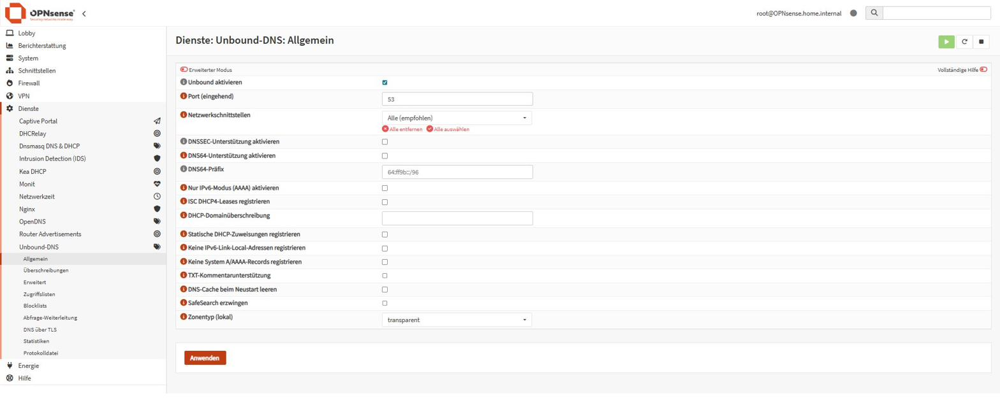 OPNsense®
Securing networks made easy
root@OPNsense.home.internal
Lobby
Berichterstattung
System
Schnittstellen
Firewall
VPN
Dienste
Captive Portal
DHCRelay
Dnsmasq DNS & DHCP
Intrusion Detection (IDS)
Kea DHCP
Monit
Netzwerkzeit
Nginx
OpenDNS
Router Advertisements
Unbound-DNS
Allgemein
Überschreibungen
Erweitert
Zugriffslisten
Blocklists
Abfrage-Weiterleitung
DNS über TLS
Statistiken
Protokolldatei
Energie
Hilfe
Dienste: Unbound-DNS: Allgemein
Erweiterter Modus Vollständige Hilfe
Unbound aktivieren
Port (eingehend) 53
Netzwerkschnittstellen Alle (empfohlen)
Alle entfernen Alle auswählen
DNSSEC-Unterstützung aktivieren
DNS64-Unterstützung aktivieren
DNS64-Präfix 64:ff9b::/96
Nur IPv6-Modus (AAAA) aktivieren
ISC DHCP4-Leases registrieren
DHCP-Domainüberschreibung
Statische DHCP-Zuweisungen registrieren
Keine IPv6-Link-Local-Adressen registrieren
Keine System A/AAAA-Records registrieren
TXT-Kommentarunterstützung
DNS-Cache beim Neustart leeren
SafeSearch erzwingen
Zonentyp (lokal) transparent
Anwenden